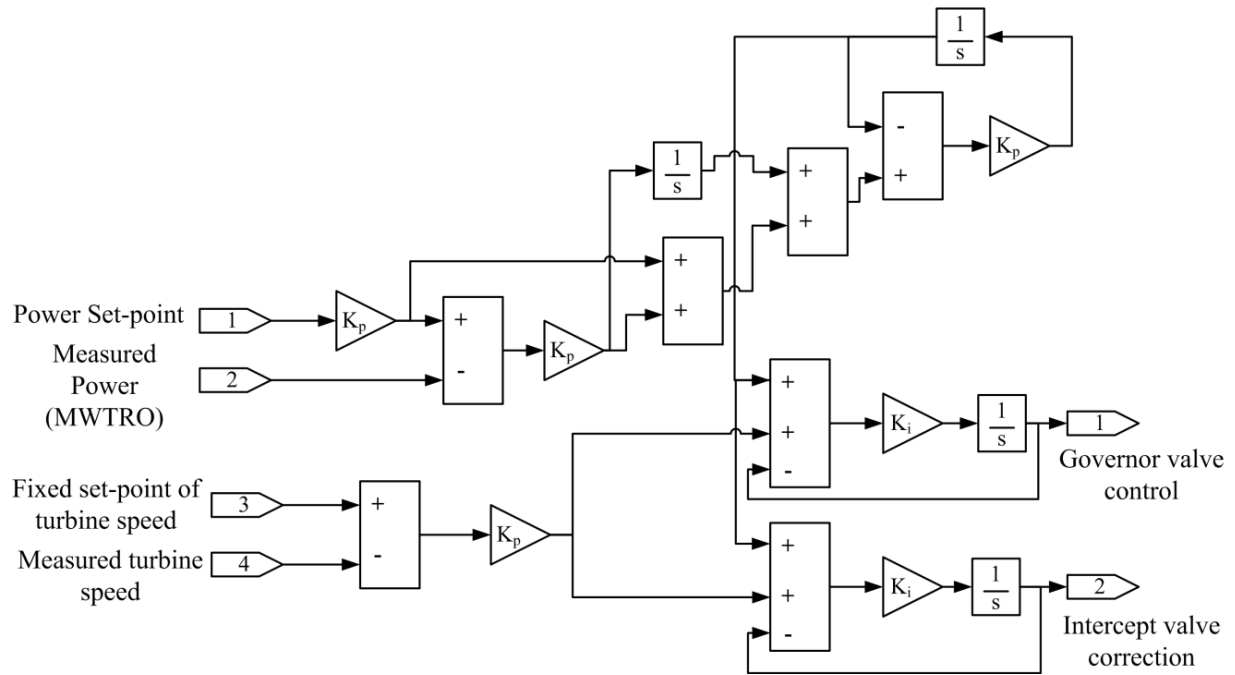 1
s
-
+
Kp
1
s
+
+
+
+
Power Set-point
1
Kp
+
-
Kp
Measured
Power
(MWTRO)
2
+
+
-
Ki
1
s
1
Governor valve
control
Fixed set-point of
turbine speed
3
+
-
Kp
Measured turbine
speed
4
+
+
-
Ki
1
s
2
Intercept valve
correction